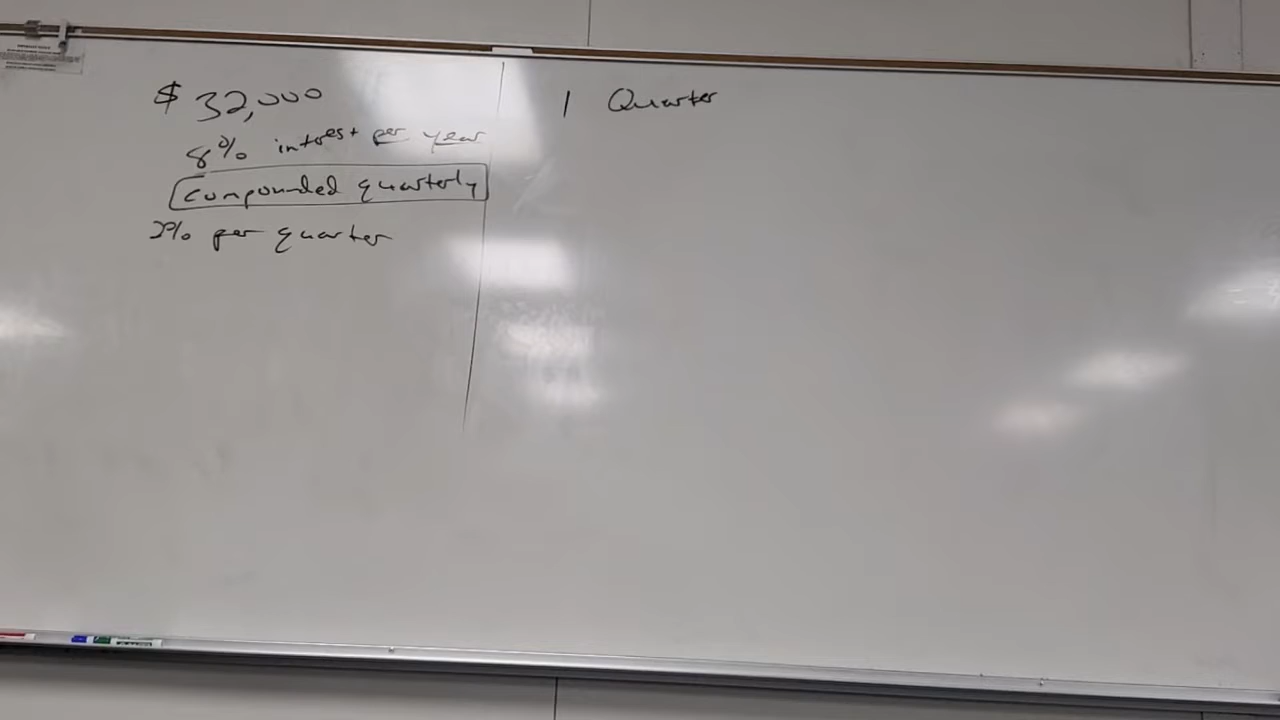 $ 32,000
8% interest per year
compounded quarterly
2% per quarter
1 Quarter